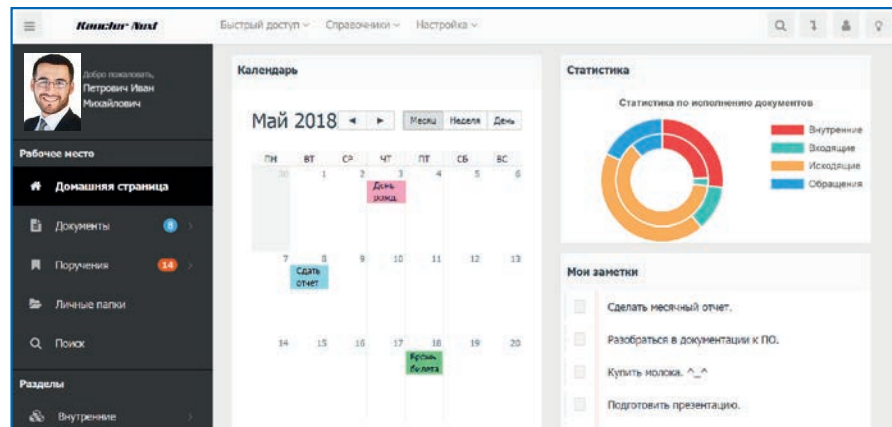 Канцлер Next
Быстрый доступ Справочники Настройка
Добро пожаловать,
Петрович Иван
Михайлович
Рабочее место
Домашняя страница
Документы 8
Поручения 14
Личные папки
Поиск
Разделы
Внутренние
Календарь
Май 2018 Месяц Неделя День
ПН ВТ СР ЧТ ПТ СБ ВС
30 1 2 3 4 5 6
День
рожд.
7 8 9 10 11 12 13
Сдать
отчет
14 15 16 17 18 19 20
Бронь
билета
Статистика
Статистика по исполнению документов
Внутренние
Входящие
Исходящие
Обращения
Мои заметки
Сделать месячный отчет.
Разобраться в документации к ПО.
Купить молока. ^_^
Подготовить презентацию.